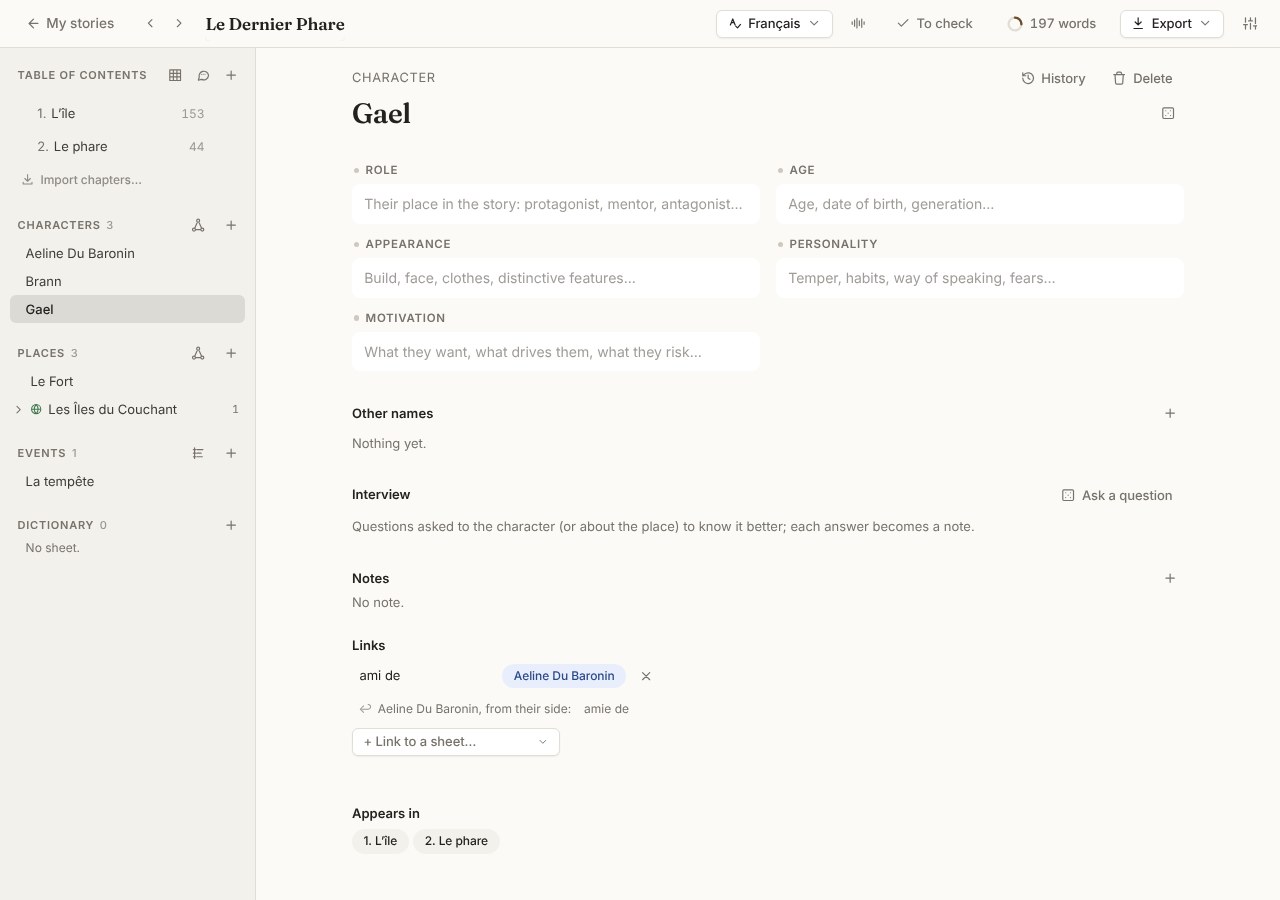 My stories
Le Dernier Phare
Français
To check
197 words
Export
TABLE OF CONTENTS
1. L'île 153
2. Le phare 44
Import chapters...
CHARACTERS 3
Aeline Du Baronin
Brann
Gael
PLACES 3
Le Fort
Les Îles du Couchant 1
EVENTS 1
La tempête
DICTIONARY 0
No sheet.
CHARACTER
History
Delete
Gael
ROLE
Their place in the story: protagonist, mentor, antagonist...
AGE
Age, date of birth, generation...
APPEARANCE
Build, face, clothes, distinctive features...
PERSONALITY
Temper, habits, way of speaking, fears...
MOTIVATION
What they want, what drives them, what they risk...
Other names
Nothing yet.
Interview
Ask a question
Questions asked to the character (or about the place) to know it better; each answer becomes a note.
Notes
No note.
Links
ami de Aeline Du Baronin
Aeline Du Baronin, from their side: amie de
+ Link to a sheet...
Appears in
1. L'île 2. Le phare